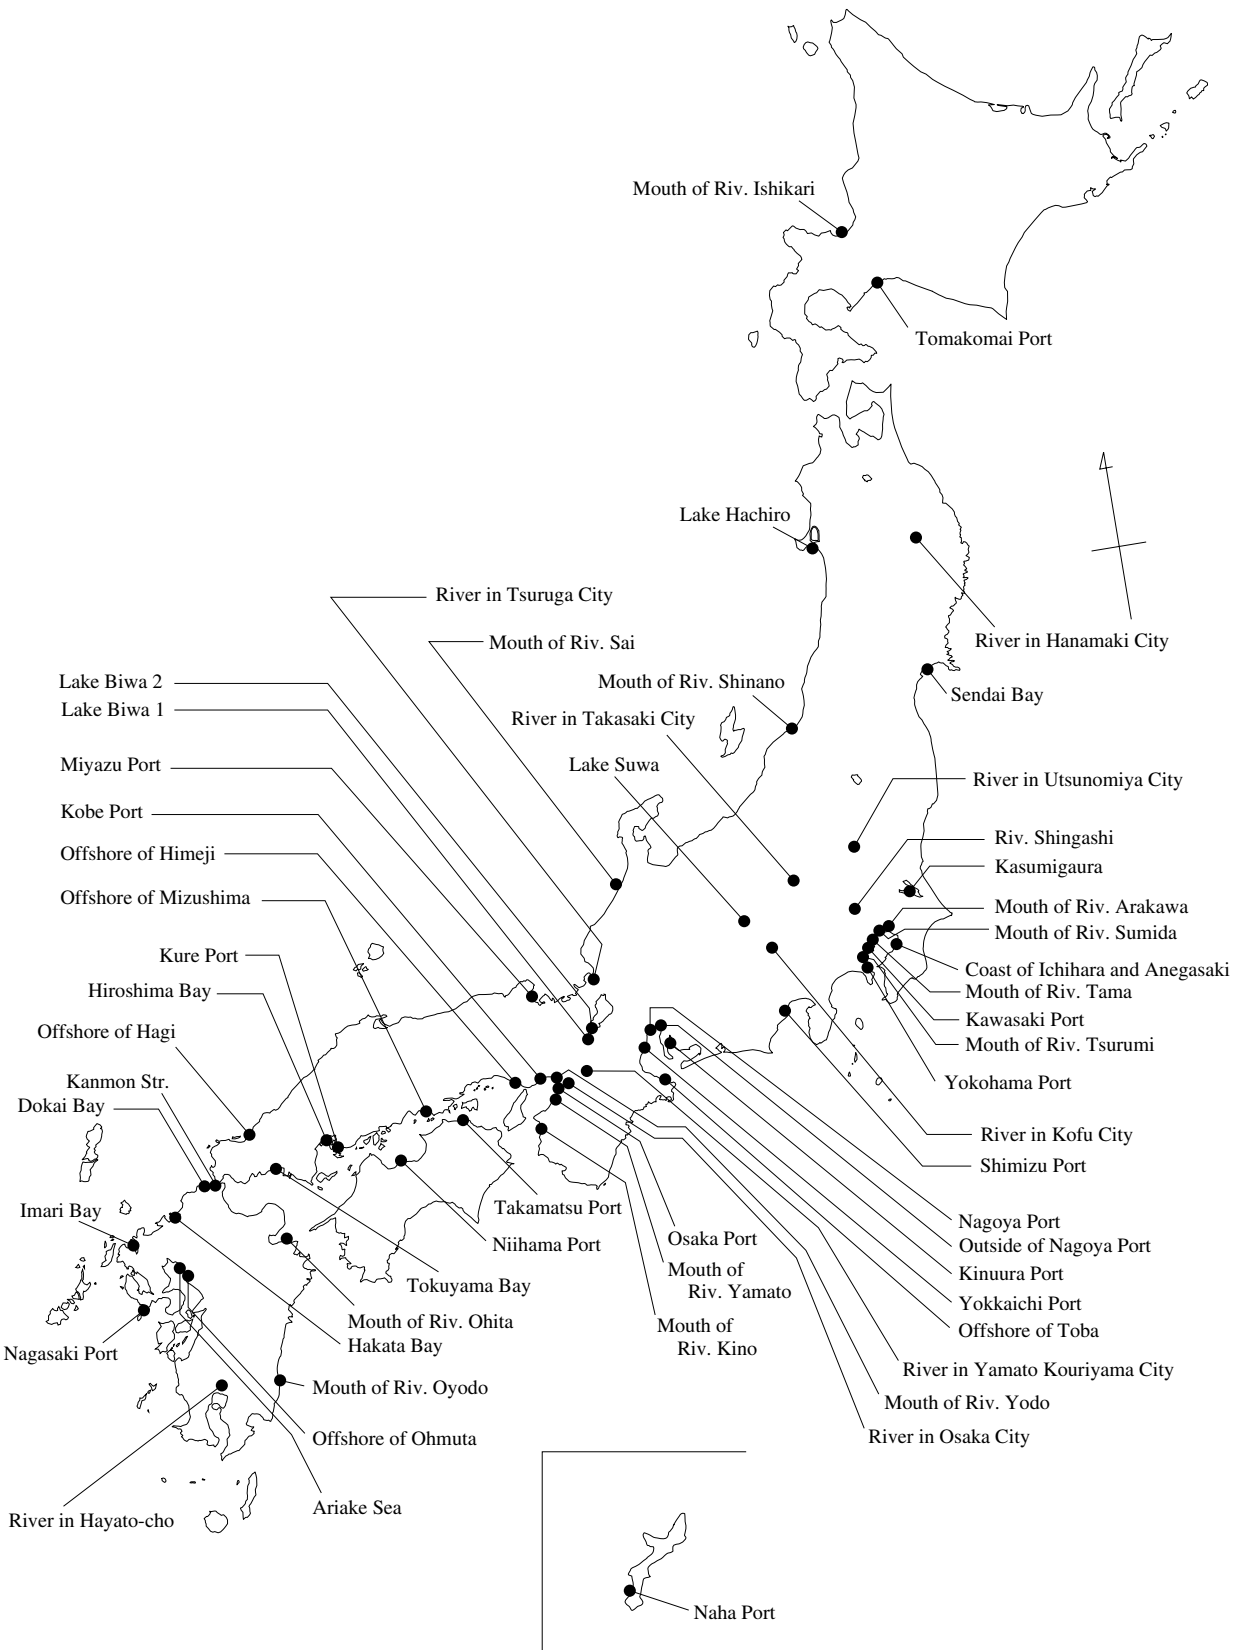 Mouth of Riv. Ishikari
Tomakomai Port
Lake Hachiro
River in Tsuruga City
River in Hanamaki City
Mouth of Riv. Sai
Lake Biwa 2
Mouth of Riv. Shinano
Sendai Bay
Lake Biwa 1
River in Takasaki City
Miyazu Port
Lake Suwa
River in Utsunomiya City
Kobe Port
Riv. Shingashi
Offshore of Himeji
Kasumigaura
Offshore of Mizushima
Mouth of Riv. Arakawa
Mouth of Riv. Sumida
Kure Port
Coast of Ichihara and Anegasaki
Hiroshima Bay
Mouth of Riv. Tama
Kawasaki Port
Offshore of Hagi
Mouth of Riv. Tsurumi
Kanmon Str.
Yokohama Port
Dokai Bay
River in Kofu City
Shimizu Port
Imari Bay
Takamatsu Port
Nagoya Port
Niihama Port
Osaka Port
Outside of Nagoya Port
Tokuyama Bay
Mouth of
Riv. Yamato
Kinuura Port
Yokkaichi Port
Mouth of Riv. Ohita
Mouth of
Riv. Kino
Offshore of Toba
Nagasaki Port
Hakata Bay
River in Yamato Kouriyama City
Mouth of Riv. Oyodo
Mouth of Riv. Yodo
Offshore of Ohmuta
River in Osaka City
Ariake Sea
River in Hayato-cho
Naha Port